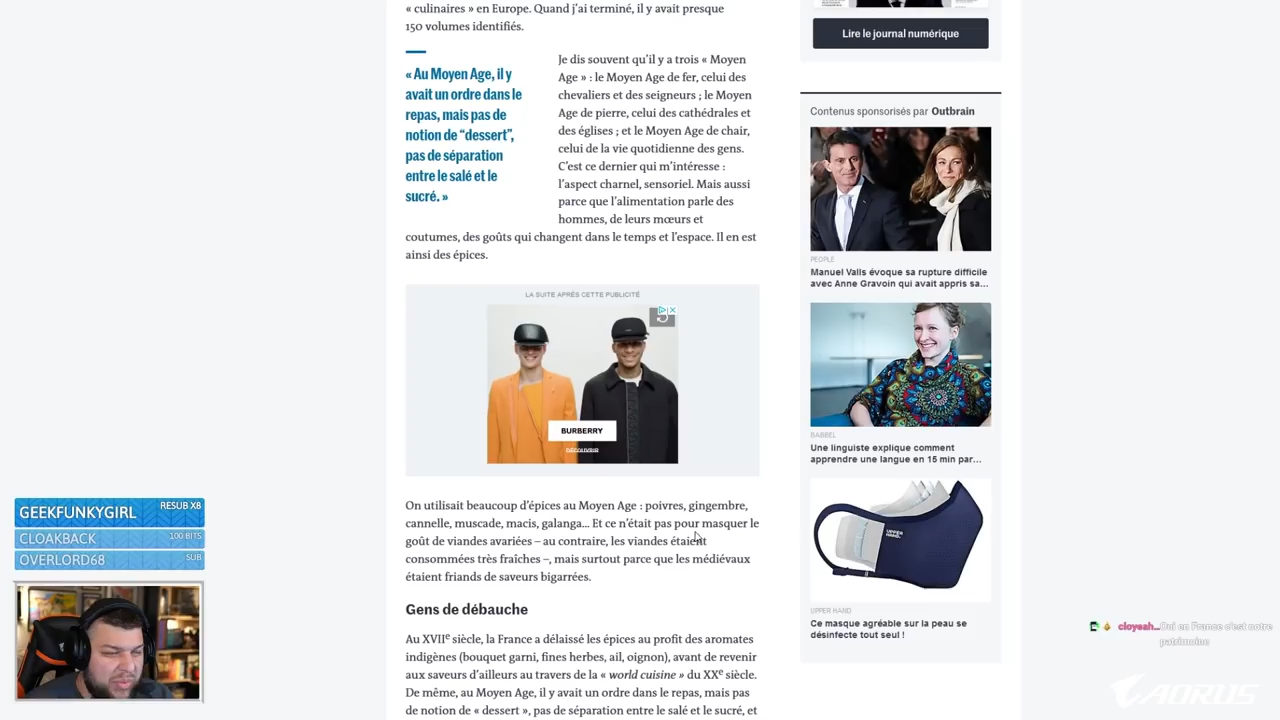 « culinaires » en Europe. Quand j'ai terminé, il y avait presque
150 volumes identifiés.
« Au Moyen Age, il y
avait un ordre dans le
repas, mais pas de
notion de “dessert”,
pas de séparation
entre le salé et le
sucré. »
Je dis souvent qu'il y a trois « Moyen
Age » : le Moyen Age de fer, celui des
chevaliers et des seigneurs ; le Moyen
Age de pierre, celui des cathédrales et
des églises ; et le Moyen Age de chair,
celui de la vie quotidienne des gens.
C'est ce dernier qui m'intéresse :
l'aspect charnel, sensoriel. Mais aussi
parce que l'alimentation parle des
hommes, de leurs mœurs et
coutumes, des goûts qui changent dans le temps et l'espace. Il en est
ainsi des épices.
LA SUITE APRÈS CETTE PUBLICITÉ
BURBERRY
DÉCOUVRIR
On utilisait beaucoup d'épices au Moyen Age : poivres, gingembre,
cannelle, muscade, macis, galanga… Et ce n'était pas pour masquer le
goût de viandes avariées – au contraire, les viandes étaient
consommées très fraîches –, mais surtout parce que les médiévaux
étaient friands de saveurs bigarrées.
Gens de débauche
Au XVIIe siècle, la France a délaissé les épices au profit des aromates
indigènes (bouquet garni, fines herbes, ail, oignon), avant de revenir
aux saveurs d'ailleurs au travers de la « world cuisine » du XXe siècle.
De même, au Moyen Age, il y avait un ordre dans le repas, mais pas
de notion de « dessert », pas de séparation entre le salé et le sucré, et
Lire le journal numérique
Contenus sponsorisés par Outbrain
PEOPLE
Manuel Valls évoque sa rupture difficile
avec Anne Gravoin qui avait appris sa…
BABBEL
Une linguiste explique comment
apprendre une langue en 15 min par…
UPPER HAND.
UPPER HAND
Ce masque agréable sur la peau se
désinfecte tout seul !
GEEKFUNKYGIRL RESUB X8
CLOAKBACK 100 BITS
OVERLORD68 SUB
cloyeah… Oui en France c'est notre
patrimoine
AORUS